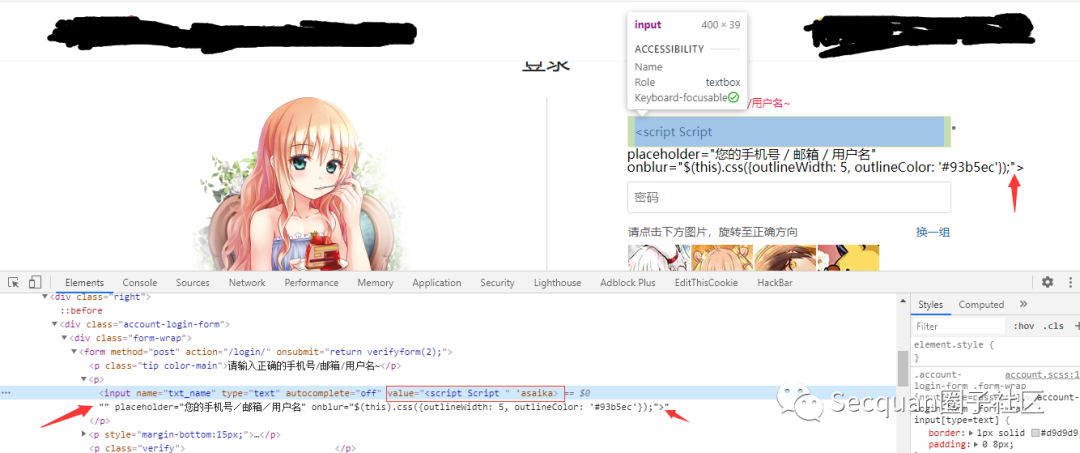 登录
input 400 × 39
ACCESSIBILITY
Name
Role textbox
Keyboard-focusable
/用户名~
<script Script
placeholder="您的手机号 / 邮箱 / 用户名"
onblur="$(this).css({outlineWidth: 5, outlineColor: '#93b5ec'});">
密码
请点击下方图片，旋转至正确方向 换一组
Elements Console Sources Network Performance Memory Application Security Lighthouse Adblock Plus EditThisCookie HackBar
<div class="right">
::before
<div class="account-login-form">
<div class="form-wrap">
<form method="post" action="/login/" onsubmit="return verifyform(2);">
<p class="tip color-main">请输入正确的手机号/邮箱/用户名~</p>
<p>
<input name="txt_name" type="text" autocomplete="off" value="<script Script " 'asaika> == $0
"" placeholder="您的手机号/邮箱/用户名" onblur="$(this).css({outlineWidth: 5, outlineColor: '#93b5ec'});">"
</p>
<p style="margin-bottom:15px;">…</p>
<p class="verify"> </p>
Styles Computed »
Filter :hov .cls +
element.style {
}
.account- account.scss:1
login-form .form-wrap
input[type=text] {
border: 1px solid #d9d9d9
padding: 0 8px;
Secquan圈子社区